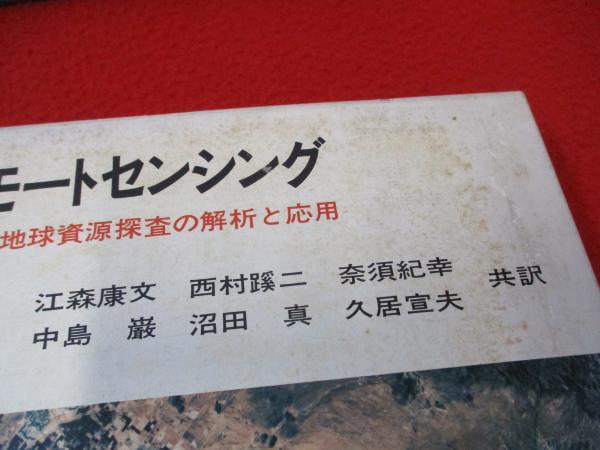 モートセンシング
地球資源探査の解析と応用
江森康文 西村蹊二 奈須紀幸 共訳
中島 巌 沼田 真 久居宣夫